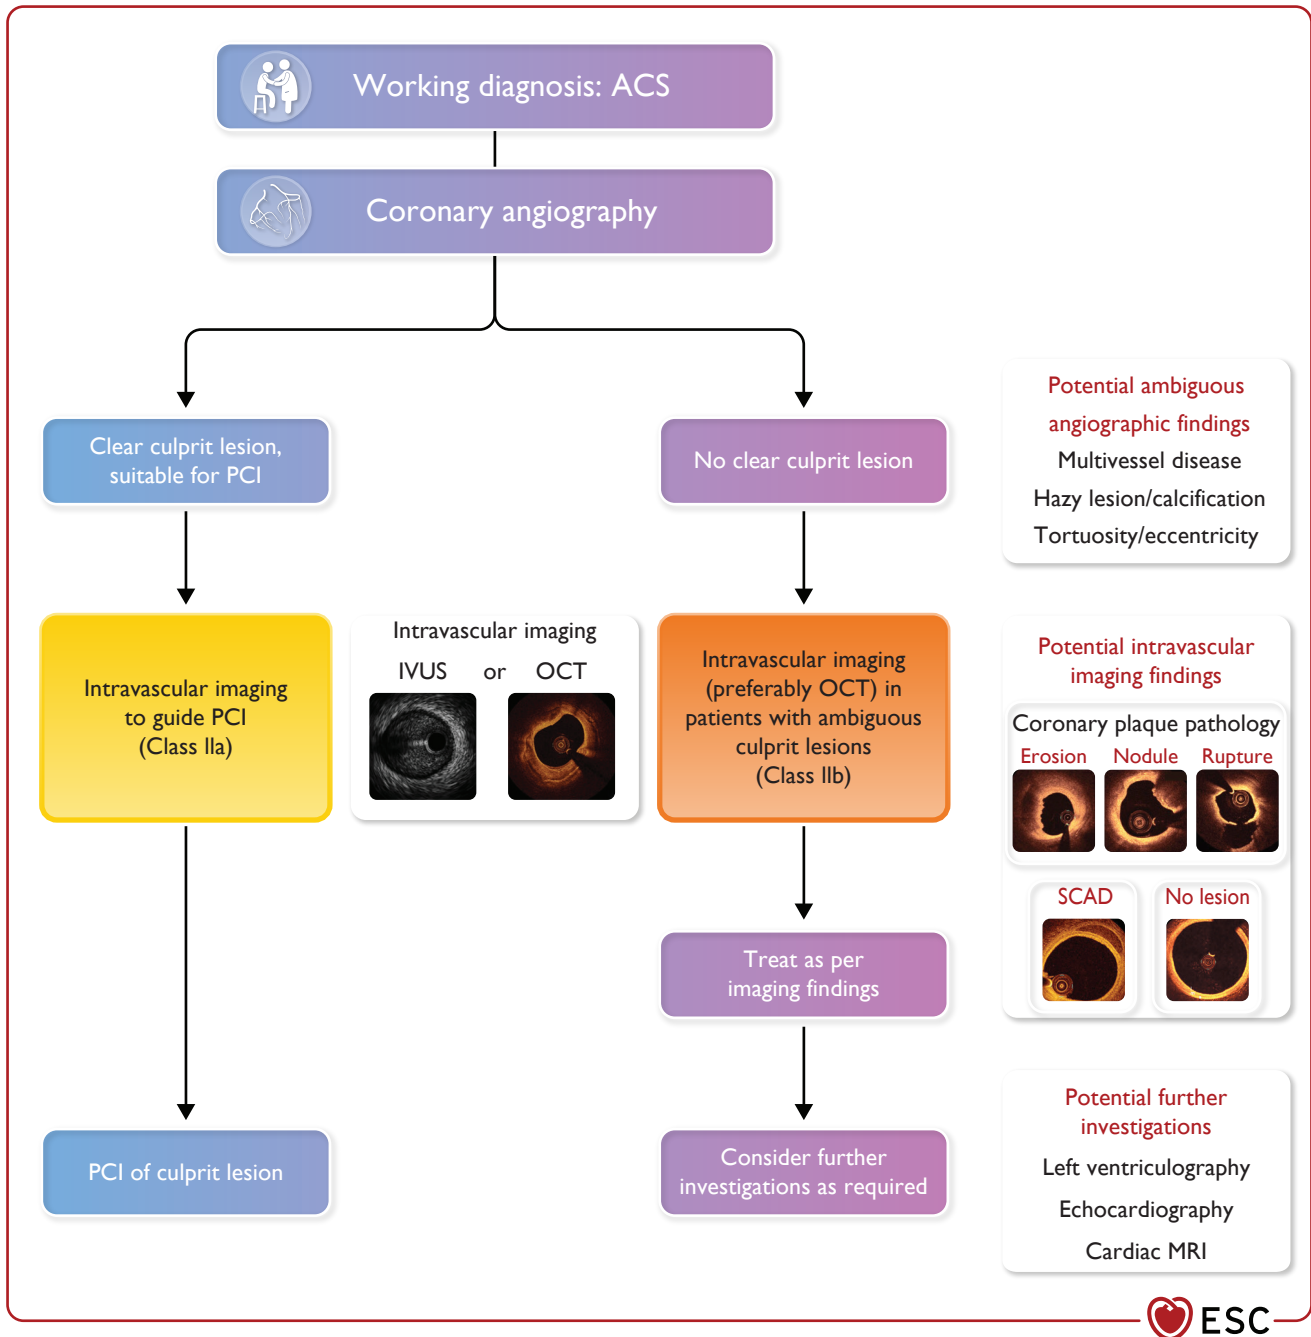 Working diagnosis: ACS
Coronary angiography
Clear culprit lesion,
suitable for PCI
No clear culprit lesion
Potential ambiguous
angiographic findings
Multivessel disease
Hazy lesion/calcification
Tortuosity/eccentricity
Intravascular imaging
to guide PCI
(Class IIa)
Intravascular imaging
IVUS or OCT
Intravascular imaging
(preferably OCT) in
patients with ambiguous
culprit lesions
(Class IIb)
Potential intravascular
imaging findings
Coronary plaque pathology
Erosion Nodule Rupture
SCAD No lesion
Treat as per
imaging findings
PCI of culprit lesion
Consider further
investigations as required
Potential further
investigations
Left ventriculography
Echocardiography
Cardiac MRI
ESC